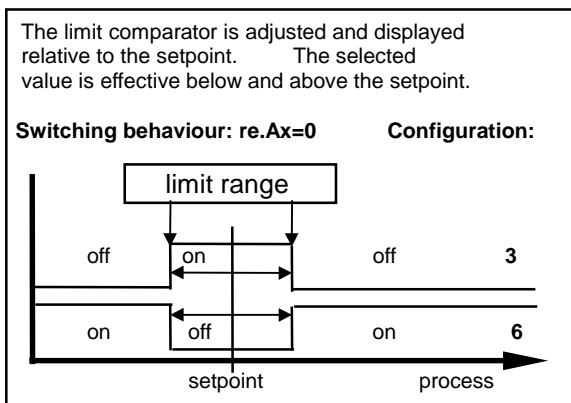 The limit comparator is adjusted and displayed
relative to the setpoint. The selected
value is effective below and above the setpoint.
Switching behaviour: re.Ax=0 Configuration:
limit range
off on off 3
on off on 6
setpoint process